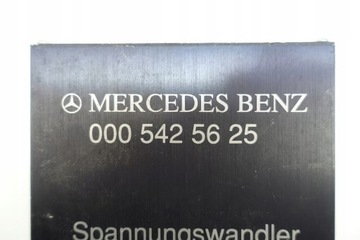 MERCEDES BENZ
000 542 56 25
Spannungswandler